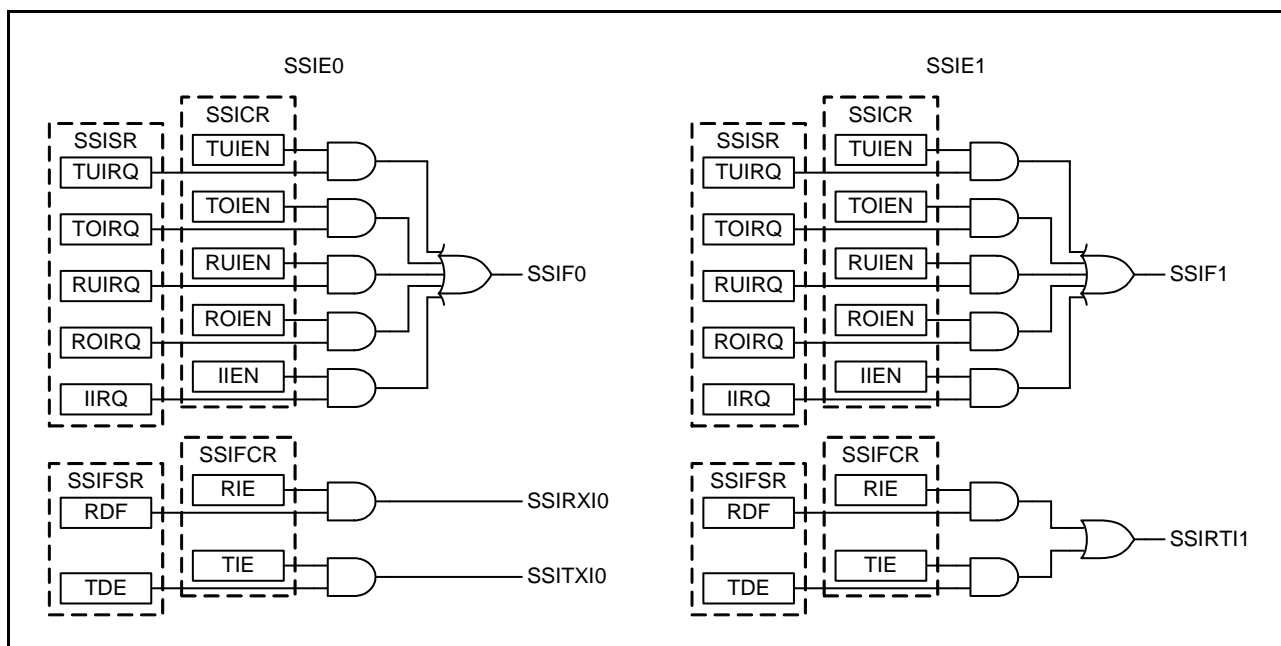 SSIE0
SSICR
SSISR
TUIEN
TUIRQ
TOIEN
TOIRQ
RUIEN
RUIRQ
SSIF0
ROIEN
ROIRQ
IIEN
IIRQ
SSIFCR
SSIFSR
RIE
RDF
SSIRXI0
TIE
TDE
SSITXI0
SSIE1
SSICR
SSISR
TUIEN
TUIRQ
TOIEN
TOIRQ
RUIEN
RUIRQ
SSIF1
ROIEN
ROIRQ
IIEN
IIRQ
SSIFCR
SSIFSR
RIE
RDF
SSIRTI1
TIE
TDE